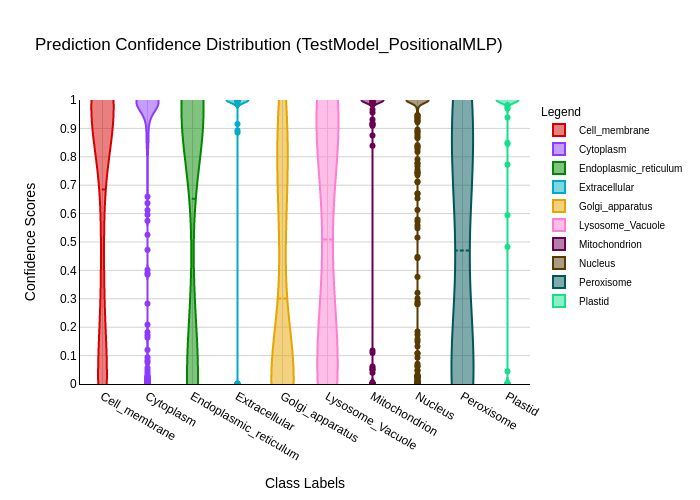 Prediction Confidence Distribution (TestModel_PositionalMLP)
Legend
Cell_membrane
Cytoplasm
Endoplasmic_reticulum
Extracellular
Golgi_apparatus
Lysosome_Vacuole
Mitochondrion
Nucleus
Peroxisome
Plastid
Confidence Scores
1
0.9
0.8
0.7
0.6
0.5
0.4
0.3
0.2
0.1
0
Cell_membrane
Cytoplasm
Endoplasmic_reticulum
Extracellular
Golgi_apparatus
Lysosome_Vacuole
Mitochondrion
Nucleus
Peroxisome
Plastid
Class Labels